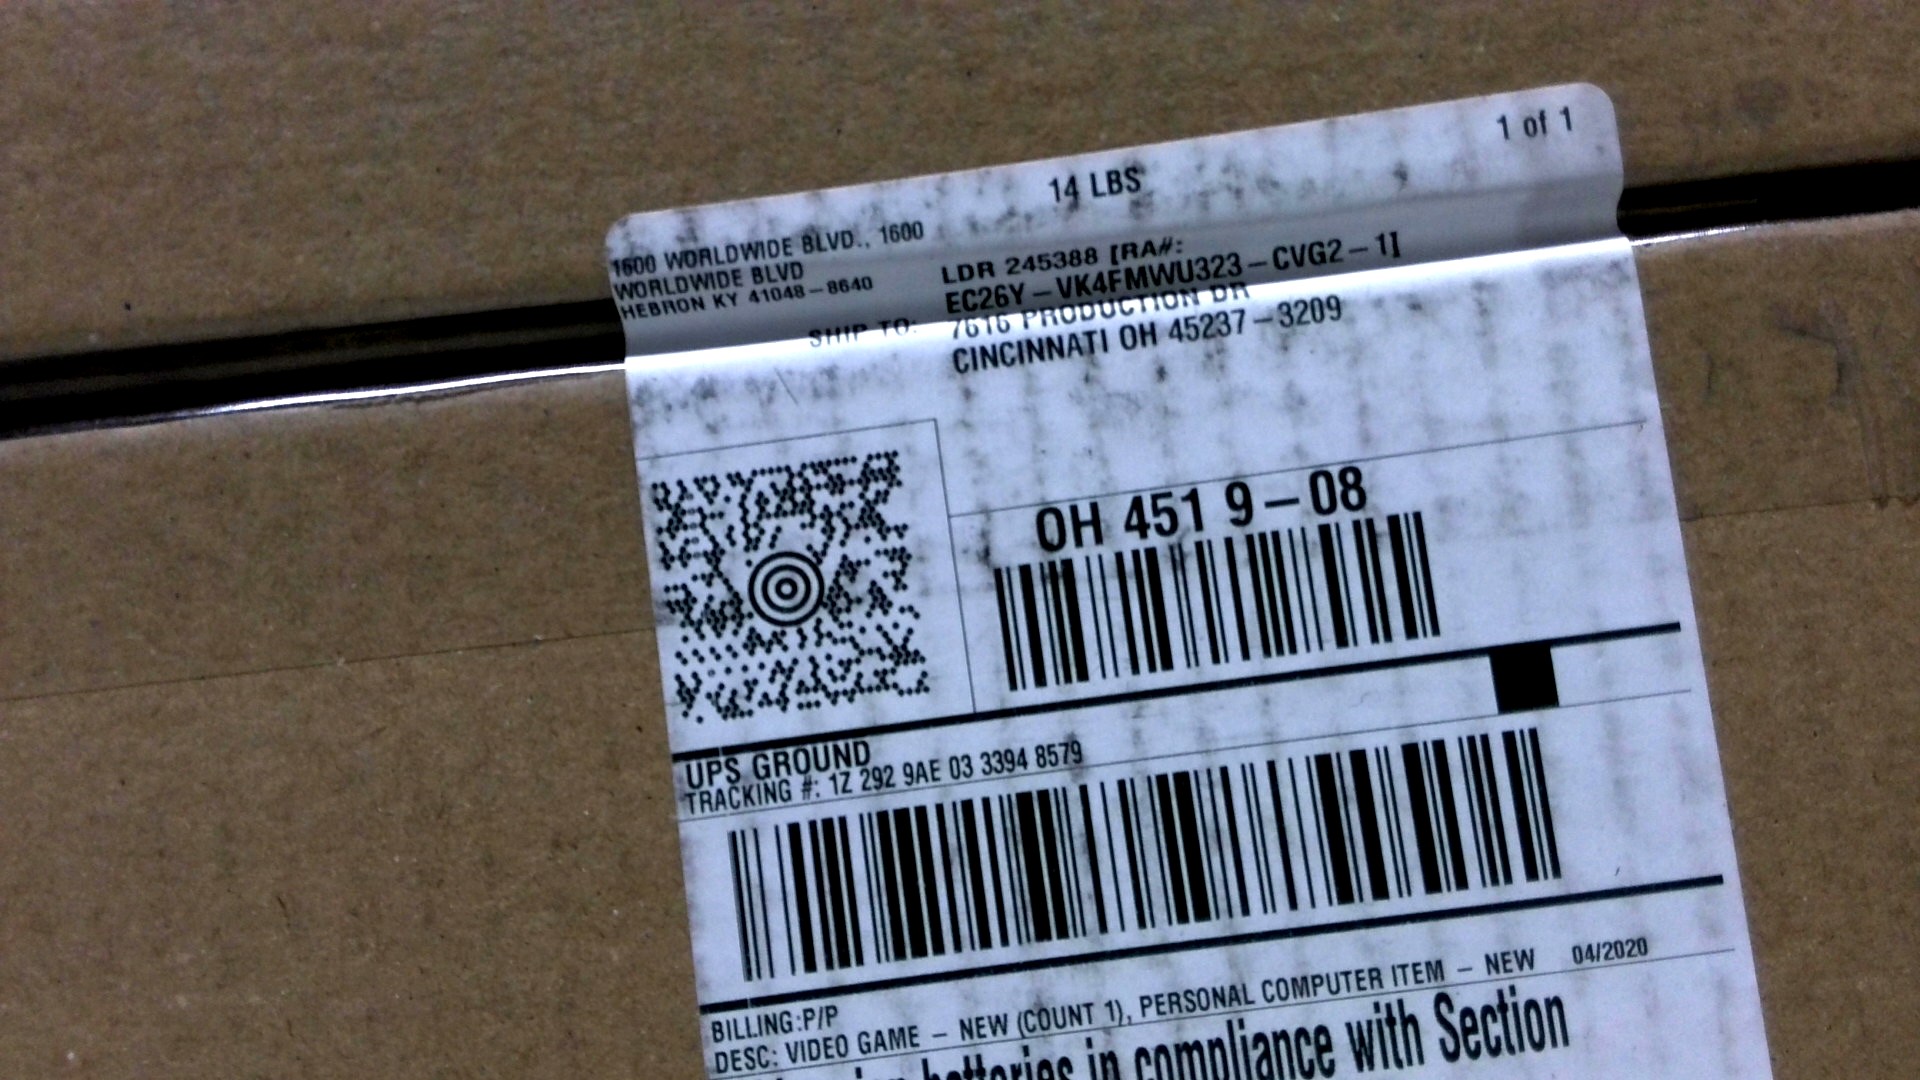 1 of 1
14 LBS
1600 WORLDWIDE BLVD., 1600
WORLDWIDE BLVD
HEBRON KY 41048-8640
LDR 245388 [RA#:
EC26Y-VK4FMWU323-CVG2-1]
SHIP TO: 7616 PRODUCTION DR
CINCINNATI OH 45237-3209
OH 451 9-08
UPS GROUND
TRACKING #: 1Z 292 9AE 03 3394 8579
BILLING:P/P
DESC: VIDEO GAME - NEW (COUNT 1), PERSONAL COMPUTER ITEM - NEW 04/2020
batteries in compliance with Section